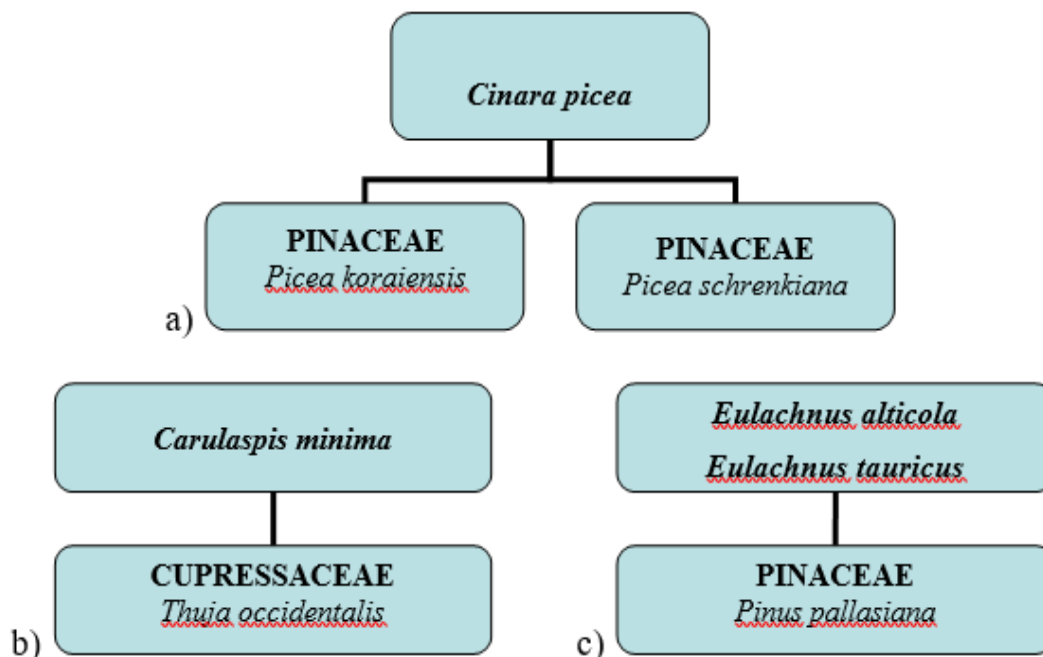 Cinara picea
PINACEAE
Picea koraiensis
PINACEAE
Picea schrenkiana
a)
Carulaspis minima
CUPRESSACEAE
Thuja occidentalis
b)
Eulachnus alticola
Eulachnus tauricus
PINACEAE
Pinus pallasiana
c)